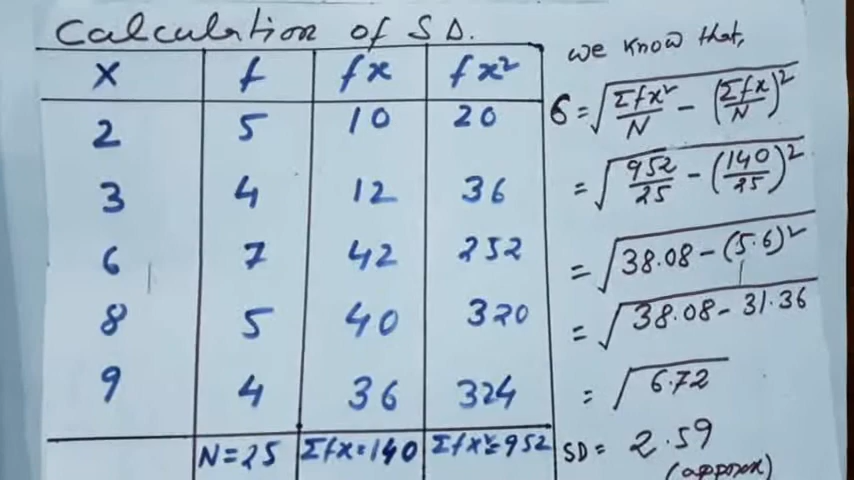 Calculation of S D.
X f fx fx²
2 5 10 20
3 4 12 36
6 7 42 252
8 5 40 320
9 4 36 324
N=25 Σfx=140 Σfx²=952
we know that,
6 = √Σfx²/N - (Σfx/N)²
= √952/25 - (140/25)²
= √38.08 - (5.6)²
= √38.08 - 31.36
= √6.72
SD = 2.59
(approx)